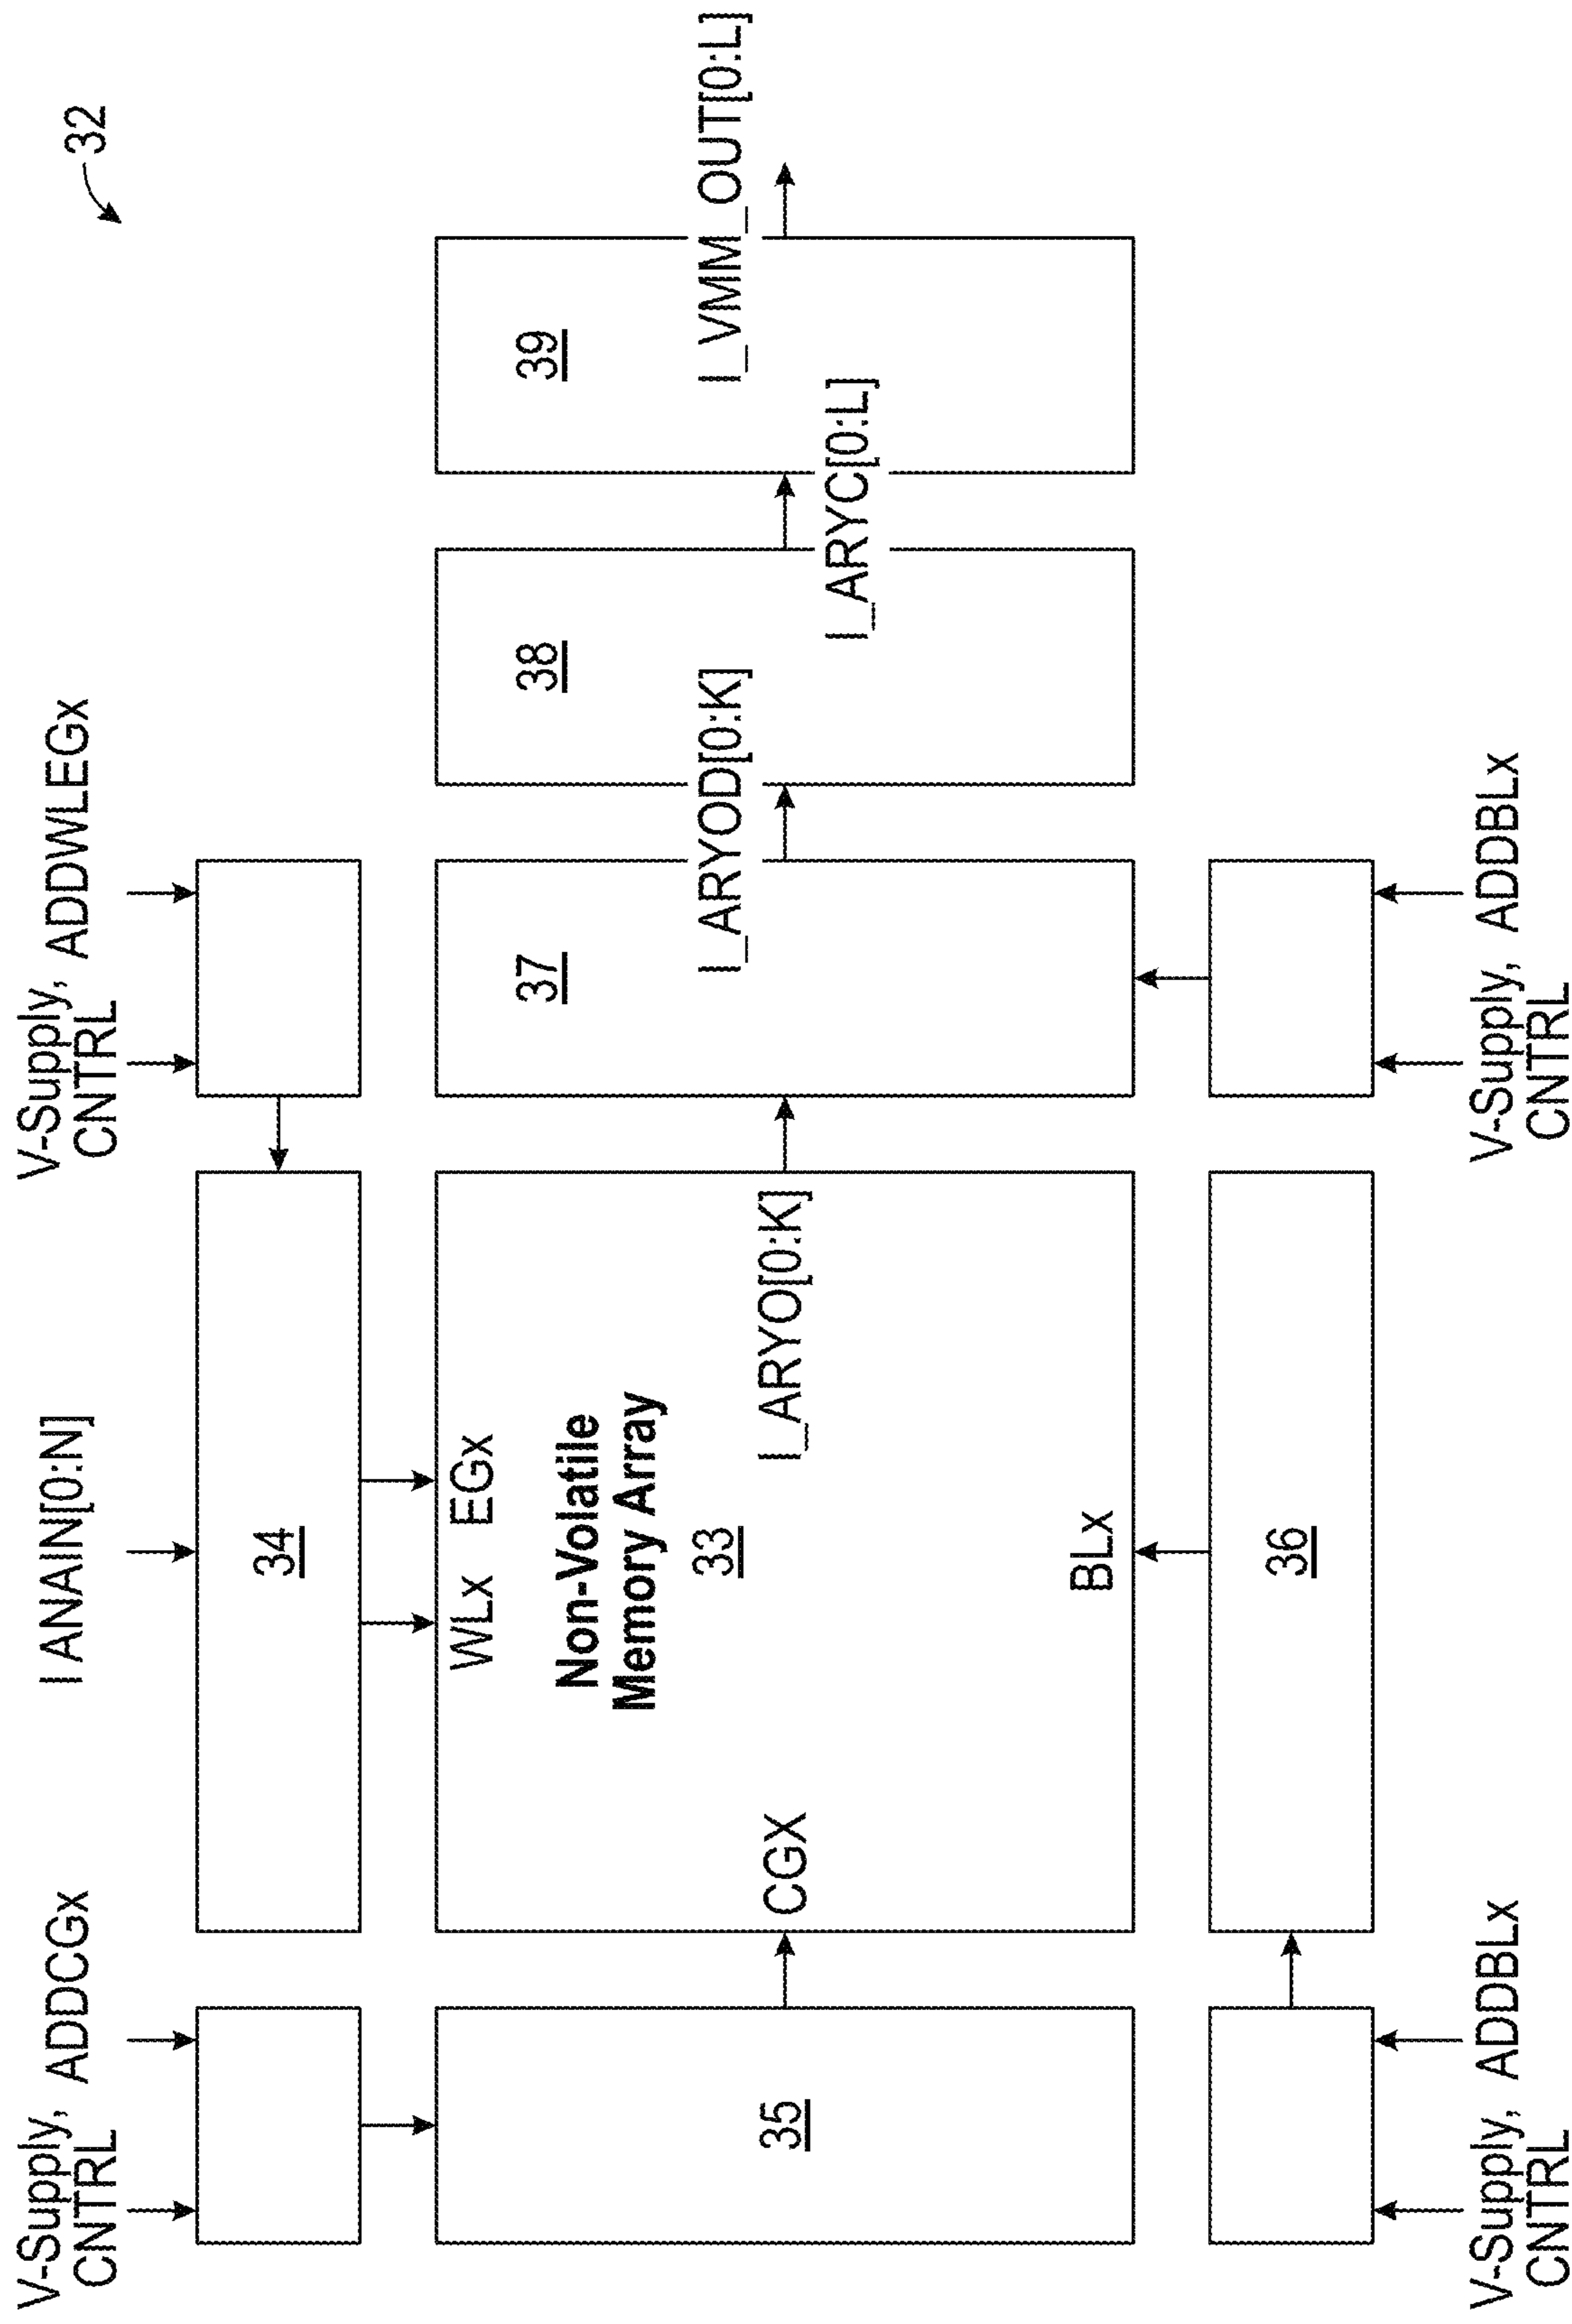 V-Supply, ADDCGx
CNTRL
I ANAIN[0:N]
V-Supply, ADDWLEGx
CNTRL
32
34
WLx EGx
Non-Volatile
Memory Array
33
CGX
I_ARYO[0:K]
BLx
35
37
I_ARYOD[0:K]
38
I_ARYC[0:L]
39
I_VMM_OUT[0:L]
36
V-Supply, ADDBLx
CNTRL
V-Supply, ADDBLx
CNTRL